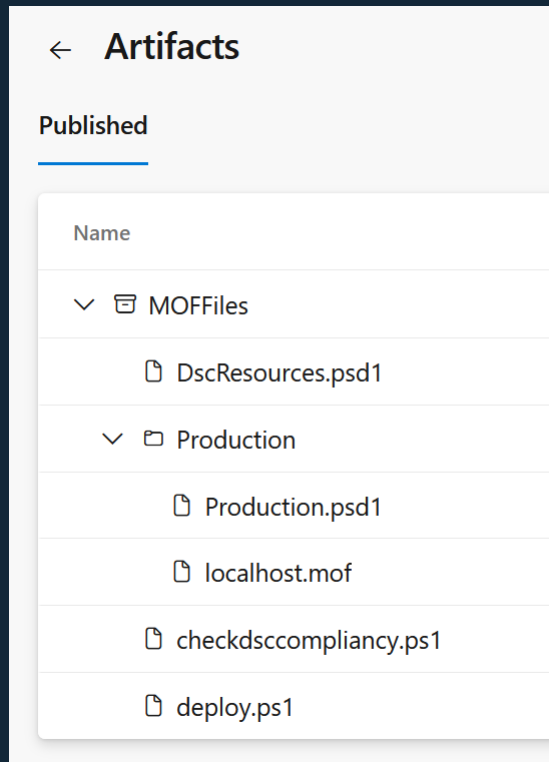 Artifacts
Published
Name
MOFFiles
DscResources.psd1
Production
Production.psd1
localhost.mof
checkdsccompliancy.ps1
deploy.ps1